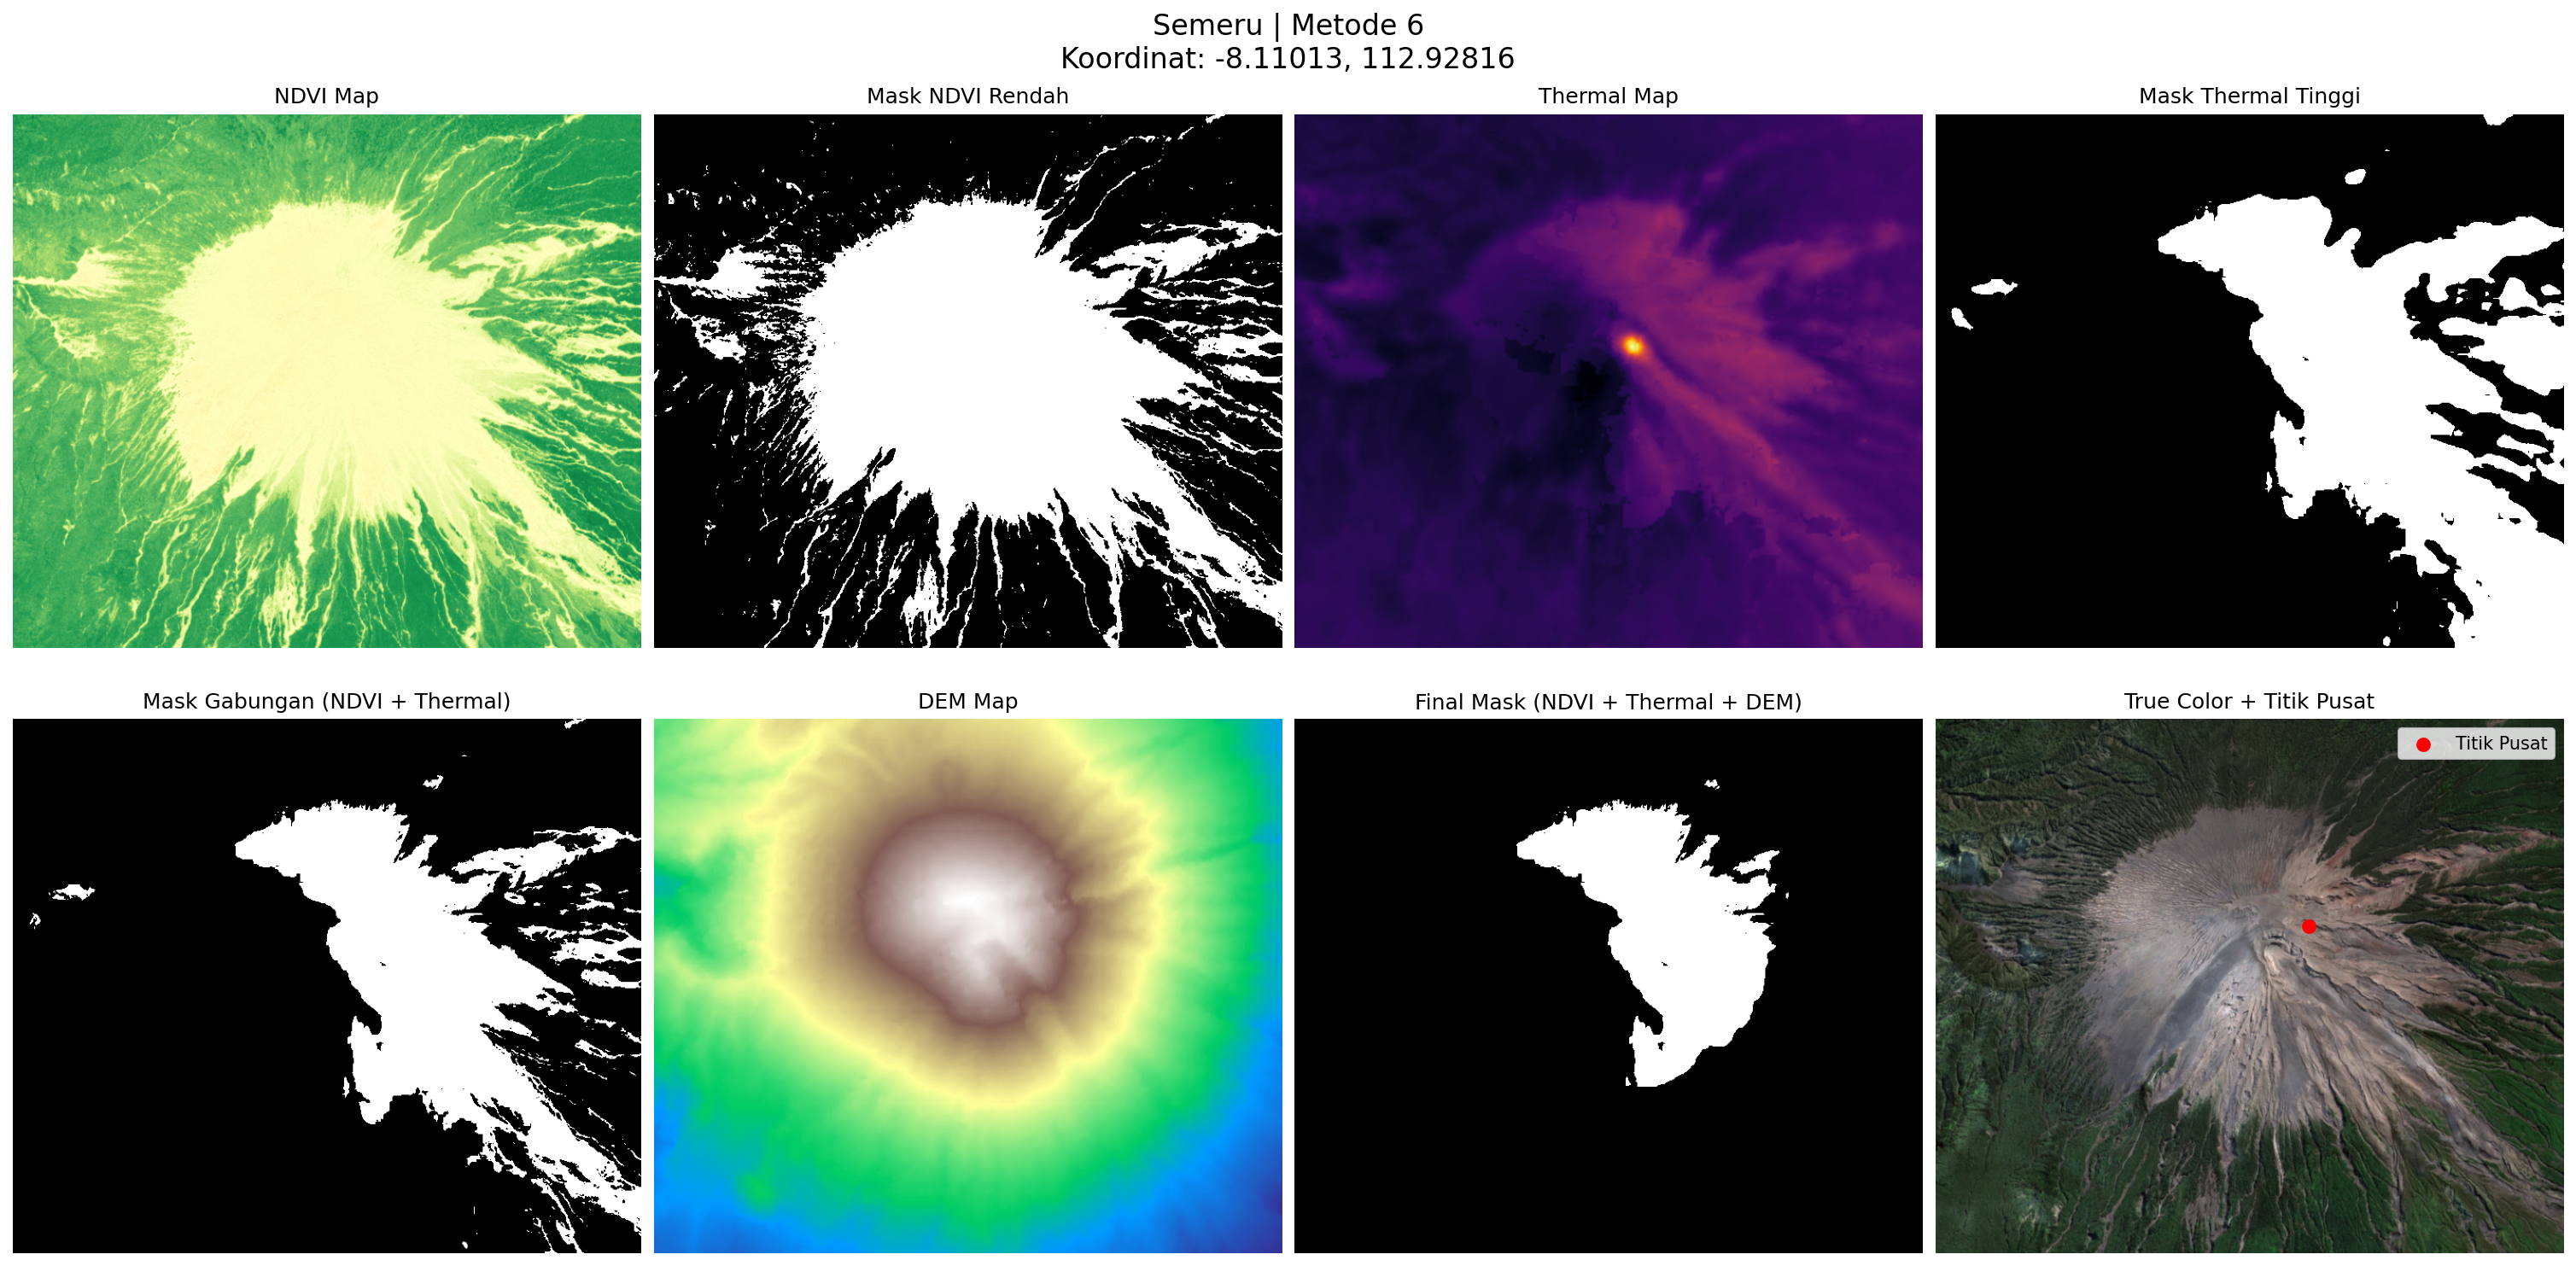 Semeru | Metode 6
Koordinat: -8.11013, 112.92816
NDVI Map
Mask NDVI Rendah
Thermal Map
Mask Thermal Tinggi
Mask Gabungan (NDVI + Thermal)
DEM Map
Final Mask (NDVI + Thermal + DEM)
True Color + Titik Pusat
Titik Pusat